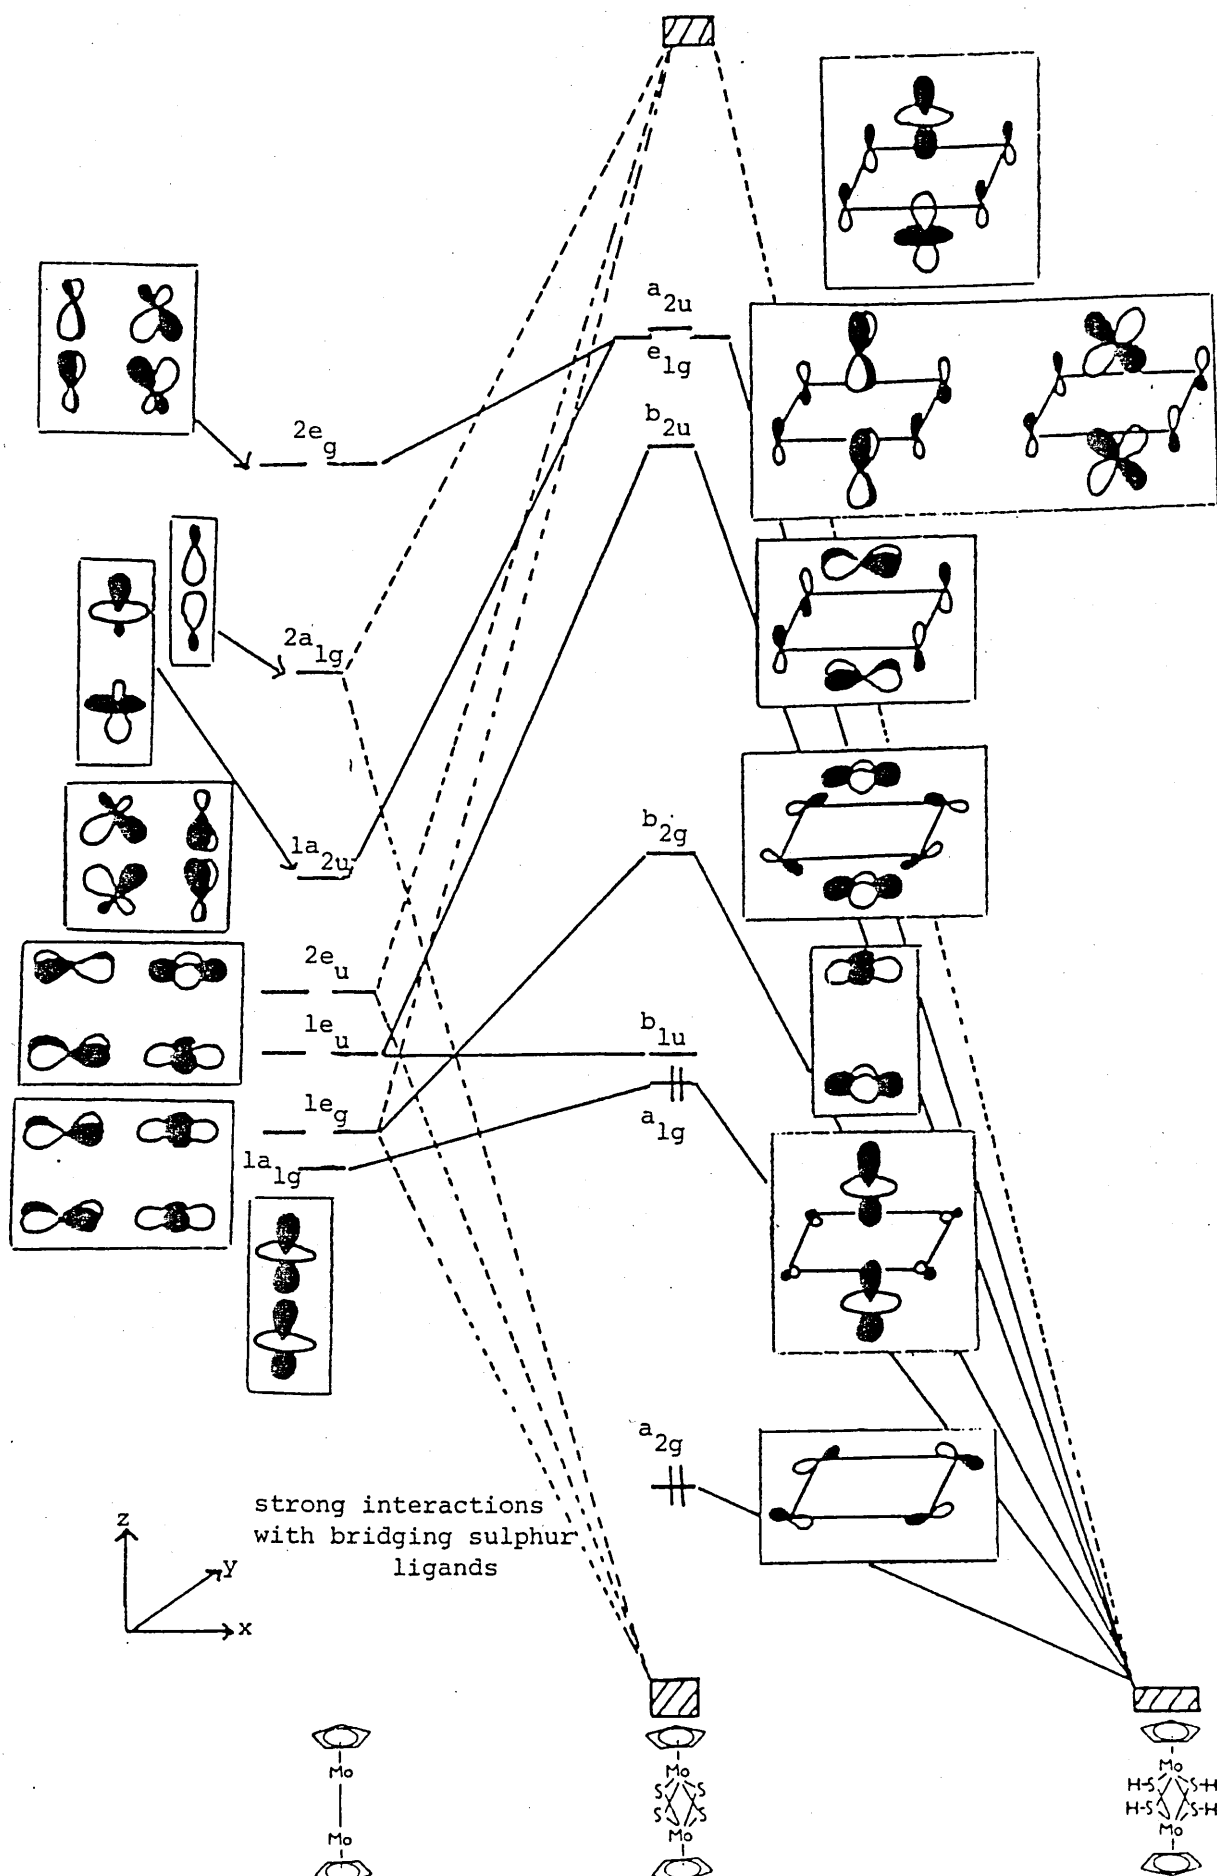 a2u
e1g
b2u
2eg
2a1g
1a2u
b2g
2eu
1eu
b1u
1eg
1a1g
a1g
a2g
strong interactions
with bridging sulphur
ligands
z
y
x
Mo
Mo
Mo
S S
S S
Mo
Mo
H-S S-H
H-S S-H
Mo